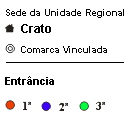 Sede da Unidade Regional
Crato
Comarca Vinculada
Entrância
1ª 2ª 3ª